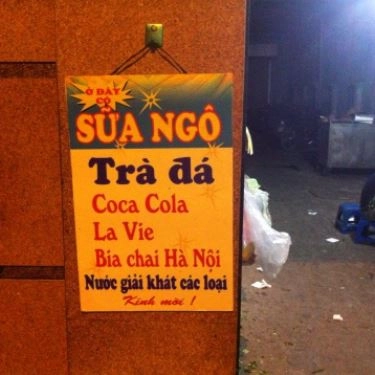 Ở ĐÂY
CÓ
SỮA NGÔ
Trà đá
Coca Cola
La Vie
Bia chai Hà Nội
Nước giải khát các loại
Kính mời !